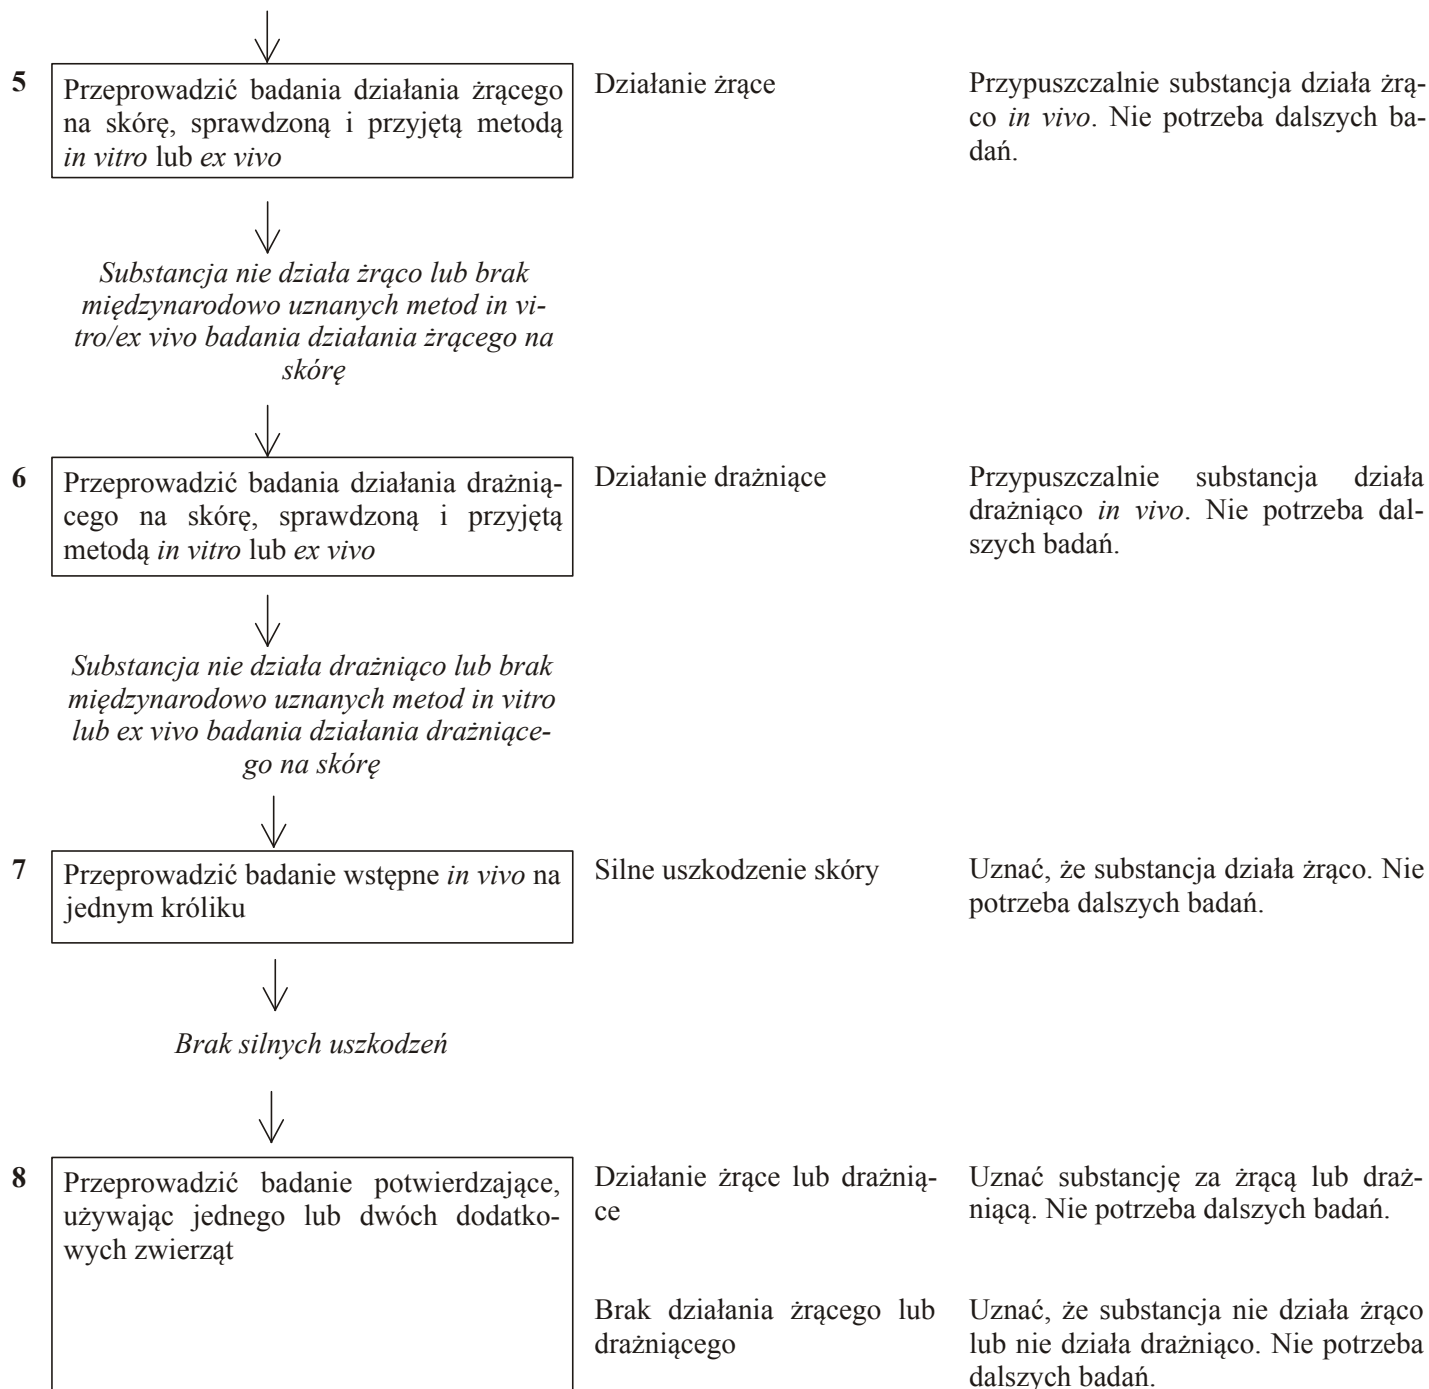 5
Przeprowadzić badania działania żrącego
na skórę, sprawdzoną i przyjętą metodą
in vitro lub ex vivo
Działanie żrące
Przypuszczalnie substancja działa żrą-
co in vivo. Nie potrzeba dalszych ba-
dań.
Substancja nie działa żrąco lub brak
międzynarodowo uznanych metod in vi-
tro/ex vivo badania działania żrącego na
skórę
6
Przeprowadzić badania działania drażnią-
cego na skórę, sprawdzoną i przyjętą
metodą in vitro lub ex vivo
Działanie drażniące
Przypuszczalnie substancja działa
drażniąco in vivo. Nie potrzeba dal-
szych badań.
Substancja nie działa drażniąco lub brak
międzynarodowo uznanych metod in vitro
lub ex vivo badania działania drażniące-
go na skórę
7
Przeprowadzić badanie wstępne in vivo na
jednym króliku
Silne uszkodzenie skóry
Uznać, że substancja działa żrąco. Nie
potrzeba dalszych badań.
Brak silnych uszkodzeń
8
Przeprowadzić badanie potwierdzające,
używając jednego lub dwóch dodatko-
wych zwierząt
Działanie żrące lub drażnią-
ce
Uznać substancję za żrącą lub draż-
niącą. Nie potrzeba dalszych badań.
Brak działania żrącego lub
drażniącego
Uznać, że substancja nie działa żrąco
lub nie działa drażniąco. Nie potrzeba
dalszych badań.